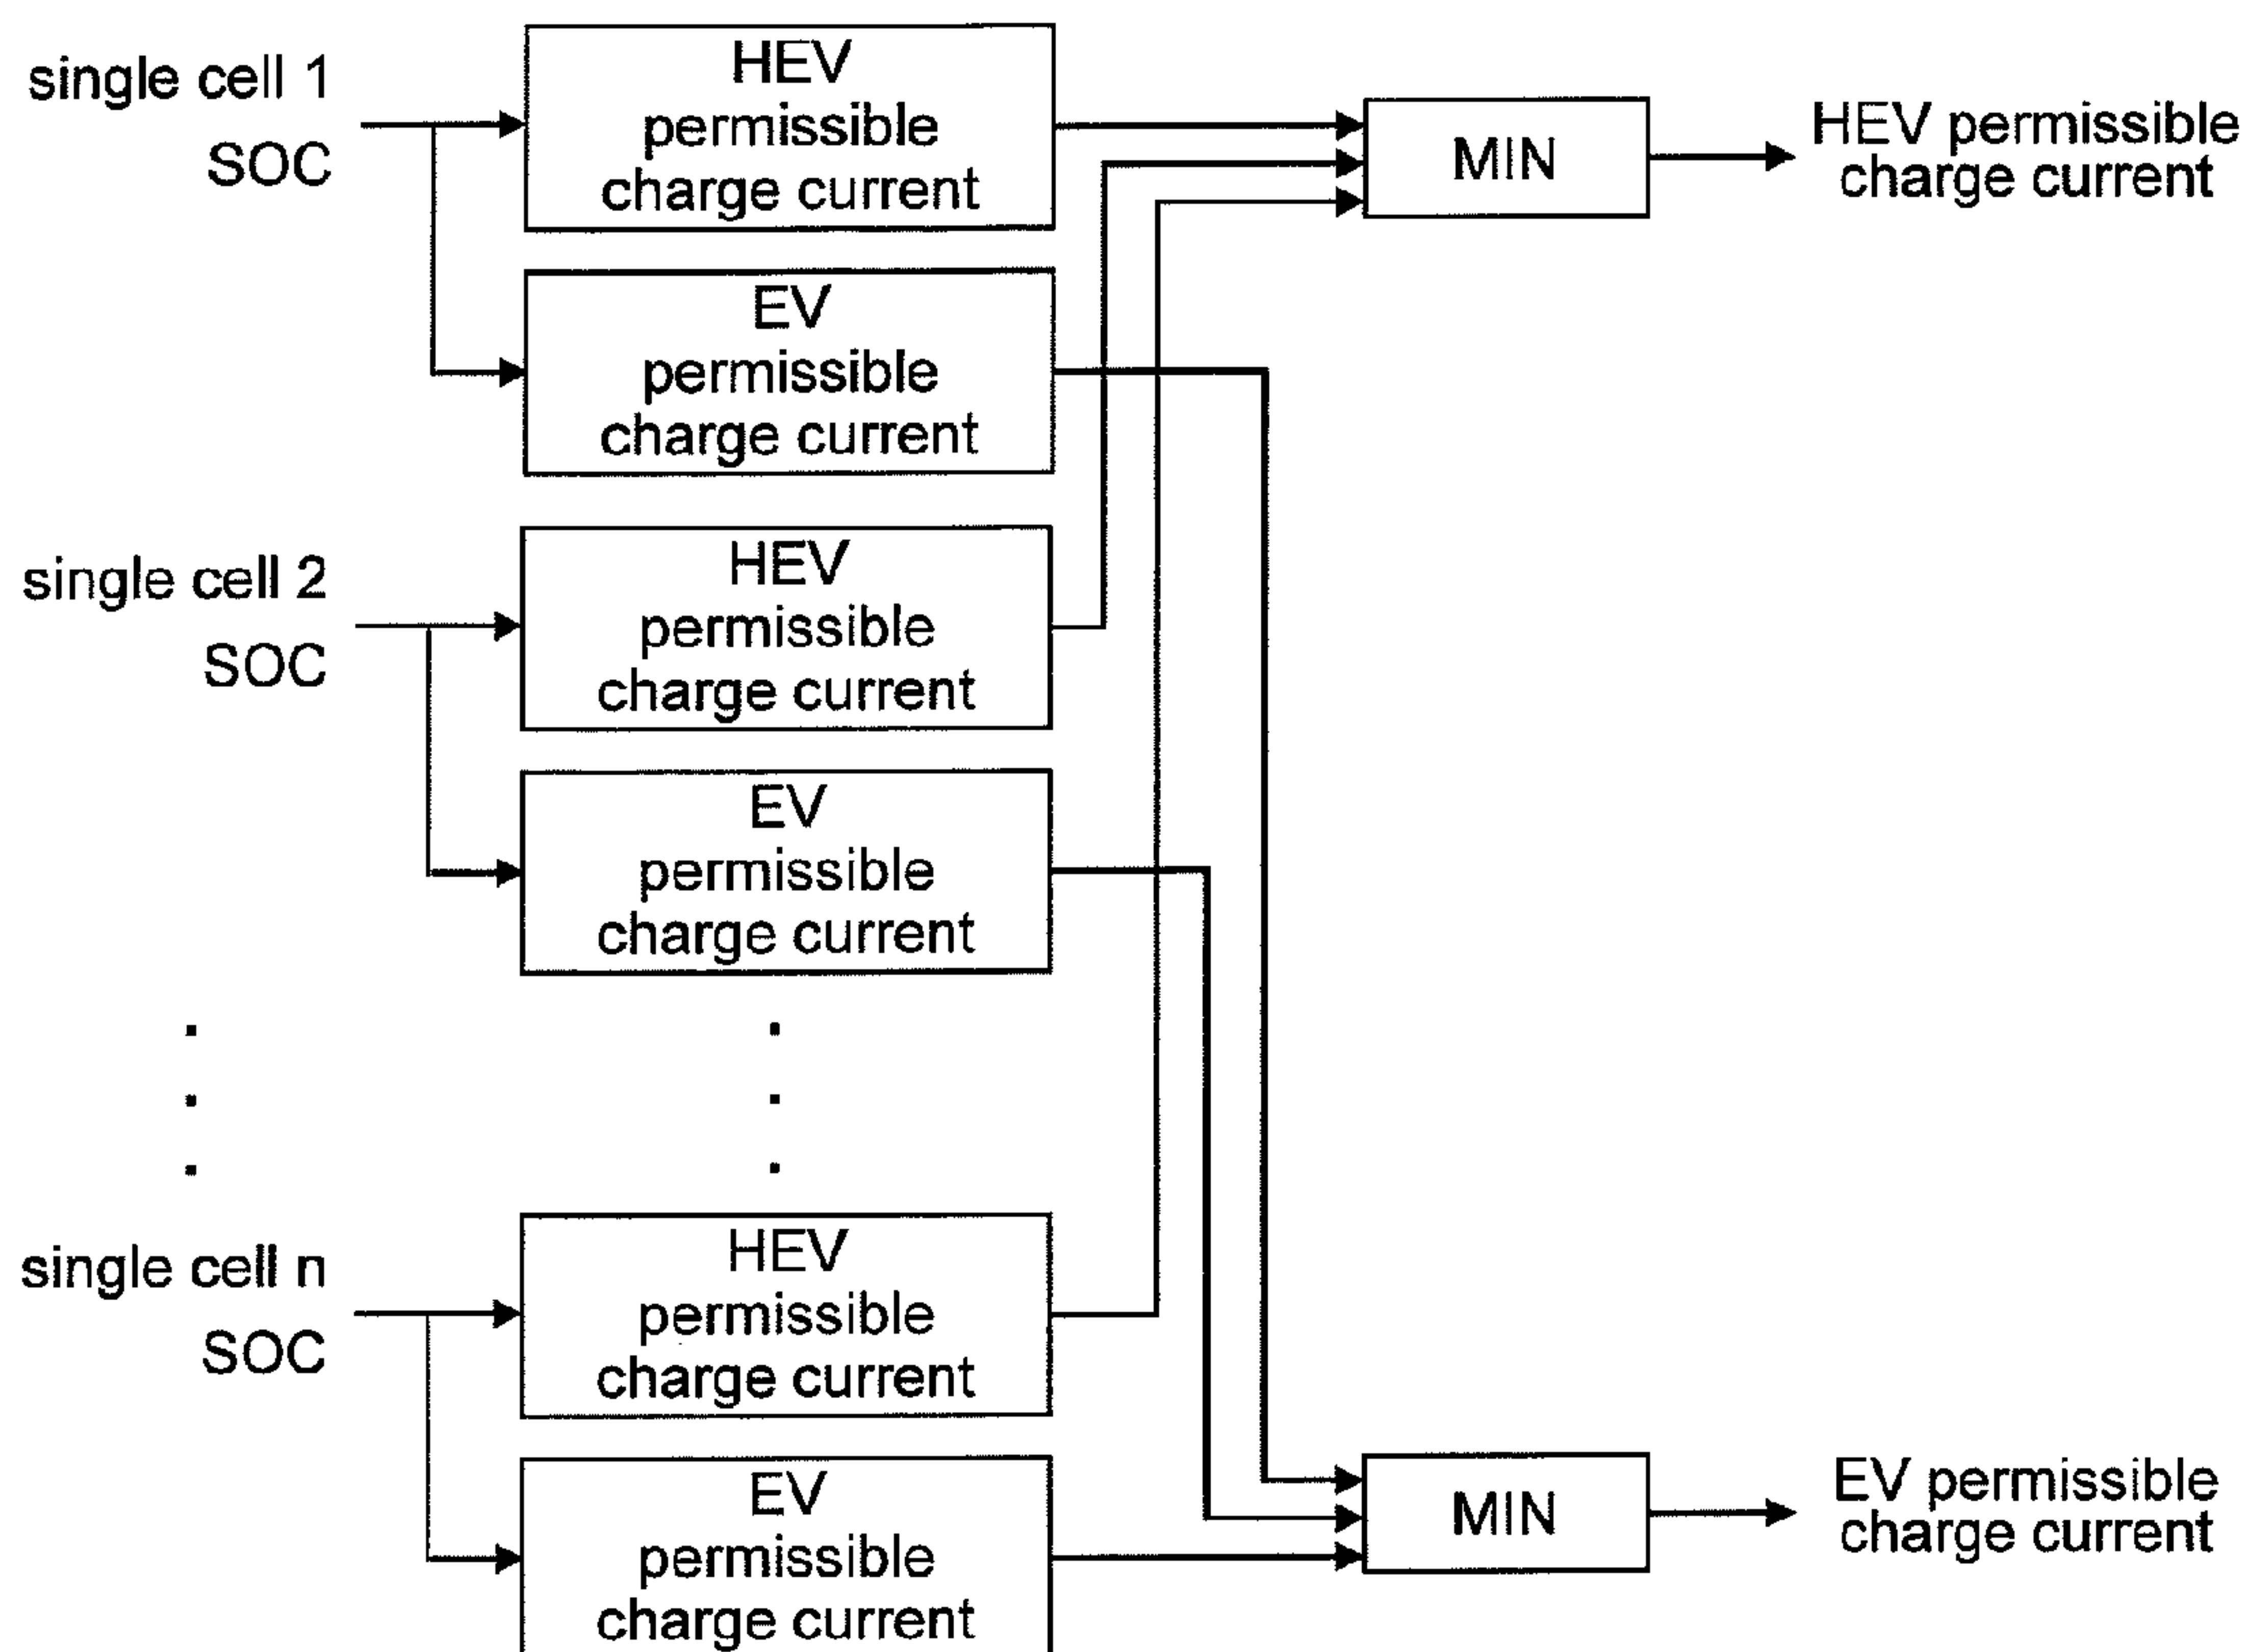 single cell 1
SOC
HEV
permissible
charge current
MIN
HEV permissible
charge current
EV
permissible
charge current
single cell 2
SOC
HEV
permissible
charge current
EV
permissible
charge current
single cell n
SOC
HEV
permissible
charge current
EV
permissible
charge current
MIN
EV permissible
charge current